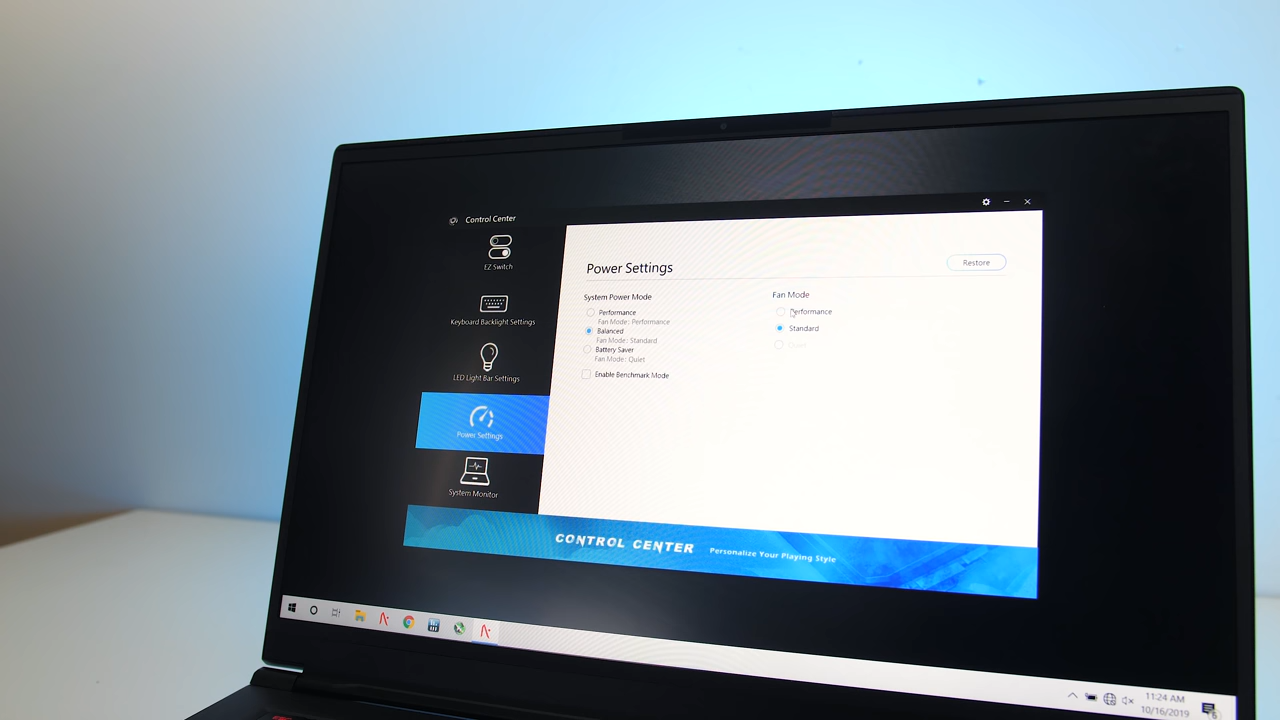 Control Center
EZ Switch
Keyboard Backlight Settings
LED Light Bar Settings
Power Settings
System Monitor
Power Settings
Restore
System Power Mode
Performance
Fan Mode: Performance
Balanced
Fan Mode: Standard
Battery Saver
Fan Mode: Quiet
Enable Benchmark Mode
Fan Mode
Performance
Standard
CONTROL CENTER
Personalize Your Playing Style
11:24 AM
10/16/2019